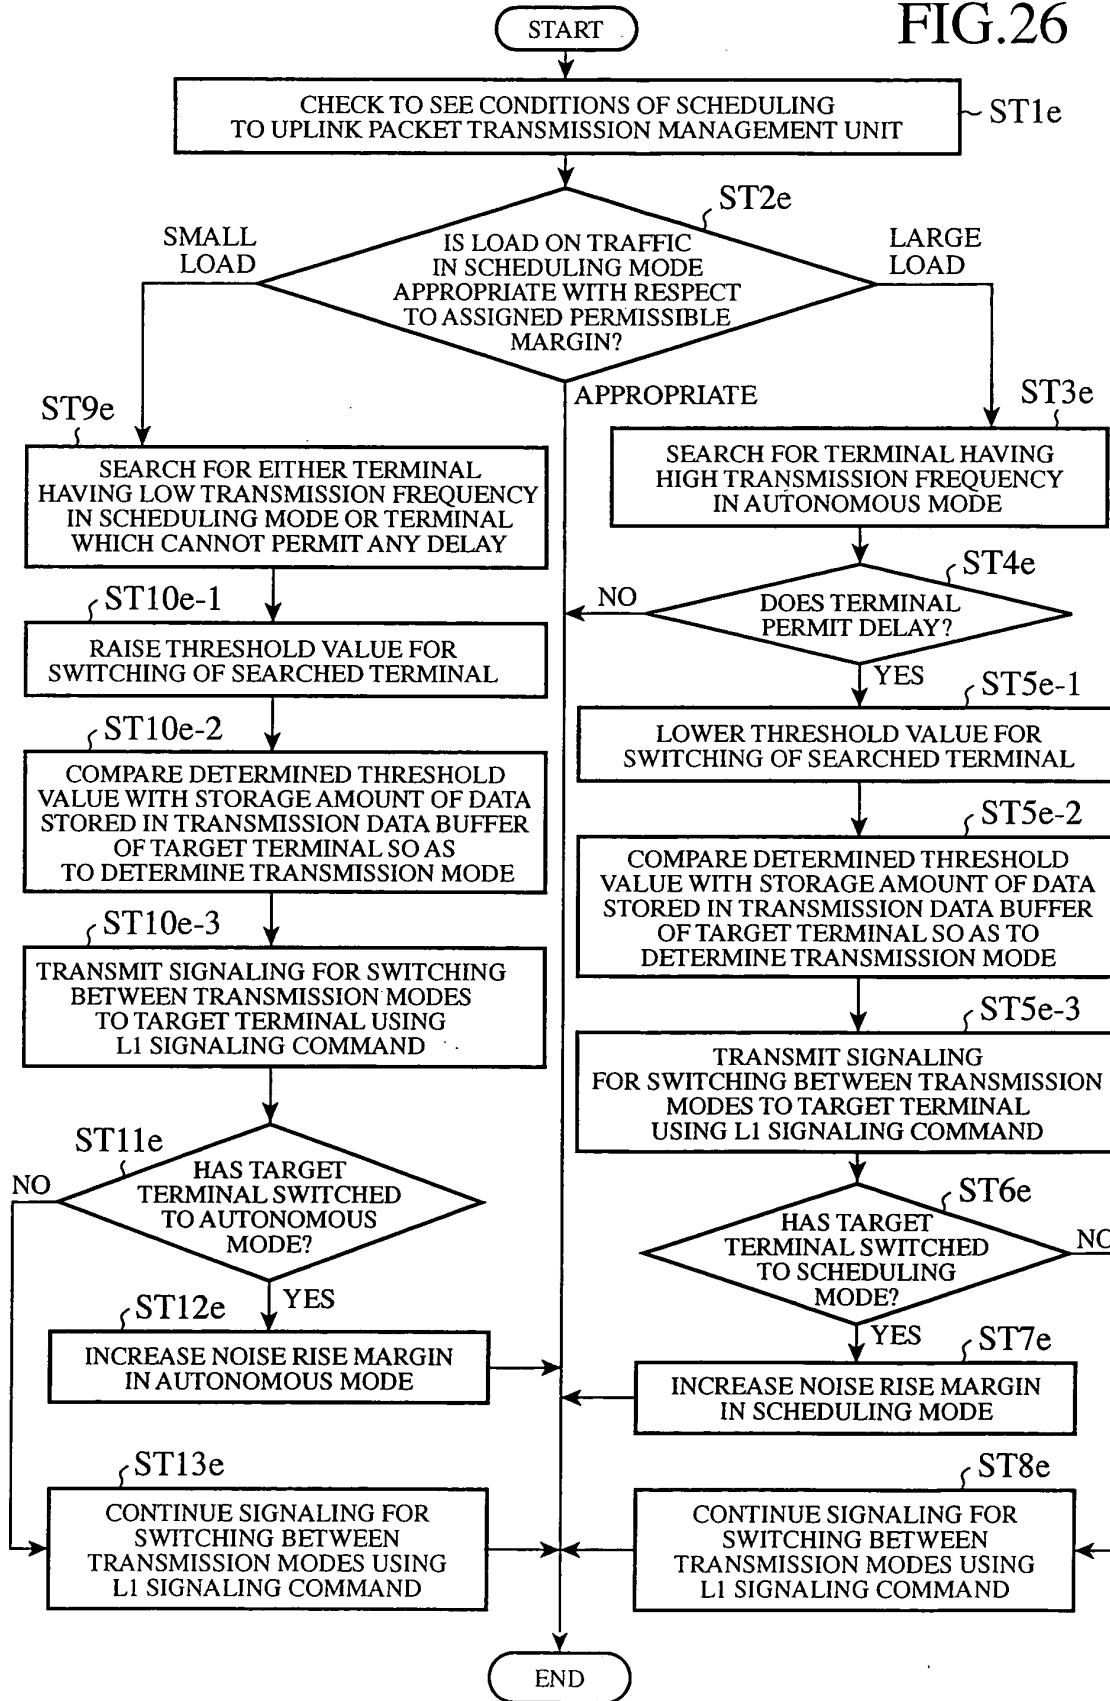 FIG.26
START
CHECK TO SEE CONDITIONS OF SCHEDULING
TO UPLINK PACKET TRANSMISSION MANAGEMENT UNIT
ST1e
ST2e
IS LOAD ON TRAFFIC
IN SCHEDULING MODE
APPROPRIATE WITH RESPECT
TO ASSIGNED PERMISSIBLE
MARGIN?
SMALL
LOAD
LARGE
LOAD
APPROPRIATE
ST9e
SEARCH FOR EITHER TERMINAL
HAVING LOW TRANSMISSION FREQUENCY
IN SCHEDULING MODE OR TERMINAL
WHICH CANNOT PERMIT ANY DELAY
ST10e-1
RAISE THRESHOLD VALUE FOR
SWITCHING OF SEARCHED TERMINAL
ST10e-2
COMPARE DETERMINED THRESHOLD
VALUE WITH STORAGE AMOUNT OF DATA
STORED IN TRANSMISSION DATA BUFFER
OF TARGET TERMINAL SO AS
TO DETERMINE TRANSMISSION MODE
ST10e-3
TRANSMIT SIGNALING FOR SWITCHING
BETWEEN TRANSMISSION MODES
TO TARGET TERMINAL USING
L1 SIGNALING COMMAND
ST11e
HAS TARGET
TERMINAL SWITCHED
TO AUTONOMOUS
MODE?
NO
YES
ST12e
INCREASE NOISE RISE MARGIN
IN AUTONOMOUS MODE
ST13e
CONTINUE SIGNALING FOR
SWITCHING BETWEEN
TRANSMISSION MODES USING
L1 SIGNALING COMMAND
ST3e
SEARCH FOR TERMINAL HAVING
HIGH TRANSMISSION FREQUENCY
IN AUTONOMOUS MODE
ST4e
DOES TERMINAL
PERMIT DELAY?
NO
YES
ST5e-1
LOWER THRESHOLD VALUE FOR
SWITCHING OF SEARCHED TERMINAL
ST5e-2
COMPARE DETERMINED THRESHOLD
VALUE WITH STORAGE AMOUNT OF DATA
STORED IN TRANSMISSION DATA BUFFER
OF TARGET TERMINAL SO AS TO
DETERMINE TRANSMISSION MODE
ST5e-3
TRANSMIT SIGNALING
FOR SWITCHING BETWEEN TRANSMISSION
MODES TO TARGET TERMINAL
USING L1 SIGNALING COMMAND
ST6e
HAS TARGET
TERMINAL SWITCHED
TO SCHEDULING
MODE?
NO
YES
ST7e
INCREASE NOISE RISE MARGIN
IN SCHEDULING MODE
ST8e
CONTINUE SIGNALING FOR
SWITCHING BETWEEN
TRANSMISSION MODES USING
L1 SIGNALING COMMAND
END